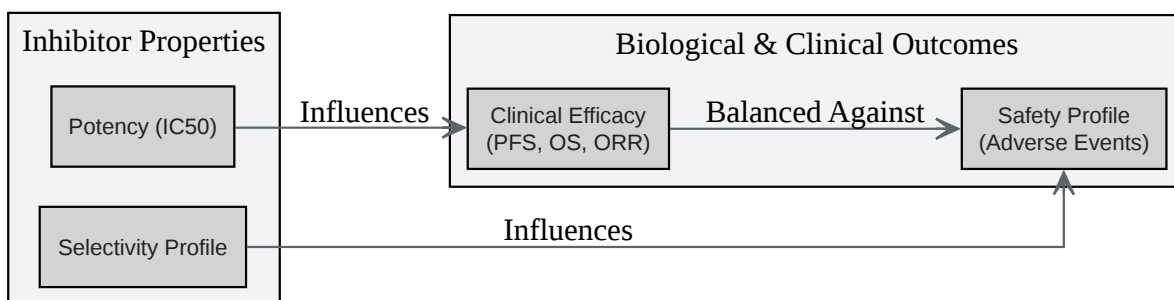 Inhibitor Properties
Potency (IC50)
Selectivity Profile
Influences
Biological & Clinical Outcomes
Clinical Efficacy
(PFS, OS, ORR)
Balanced Against
Safety Profile
(Adverse Events)
Influences